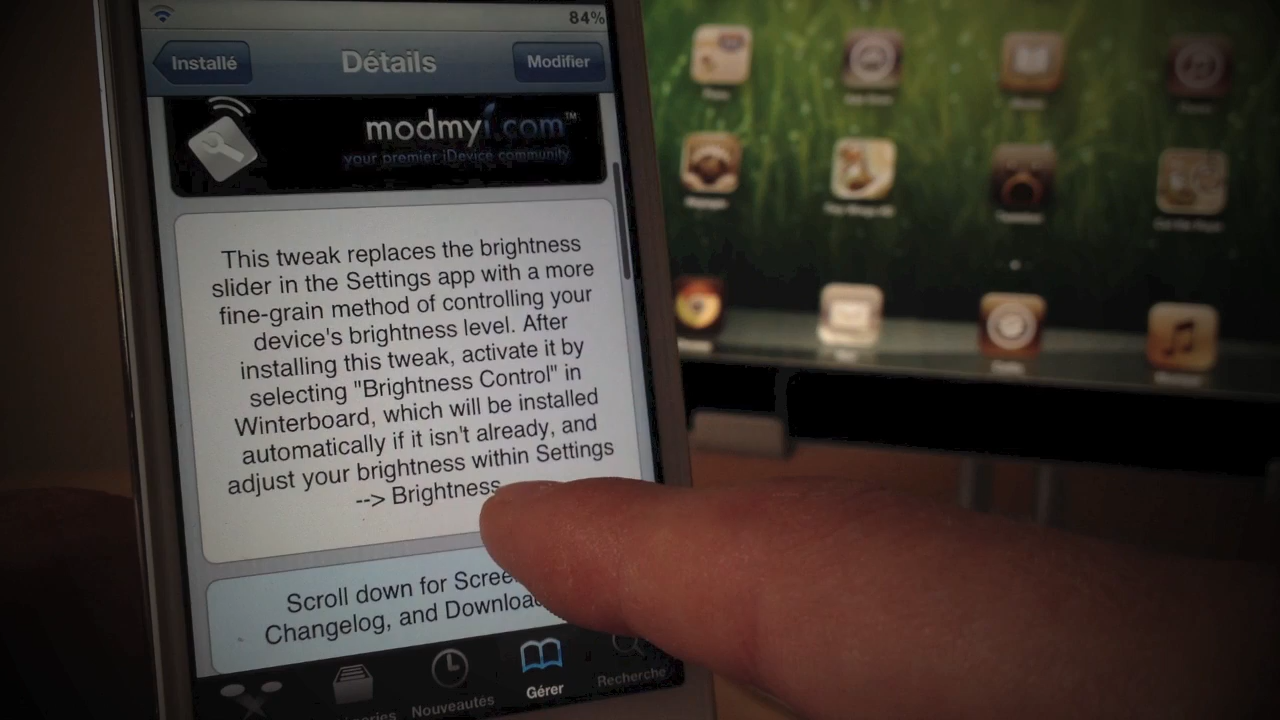 84%
Installé
Détails
Modifier
modmyi.com™
your premier iDevice community
This tweak replaces the brightness
slider in the Settings app with a more
fine-grain method of controlling your
device's brightness level. After
installing this tweak, activate it by
selecting "Brightness Control" in
Winterboard, which will be installed
automatically if it isn't already, and
adjust your brightness within Settings
--> Brightness
Scroll down for
Changelog, and
Nouveautés
Gérer
Recherche